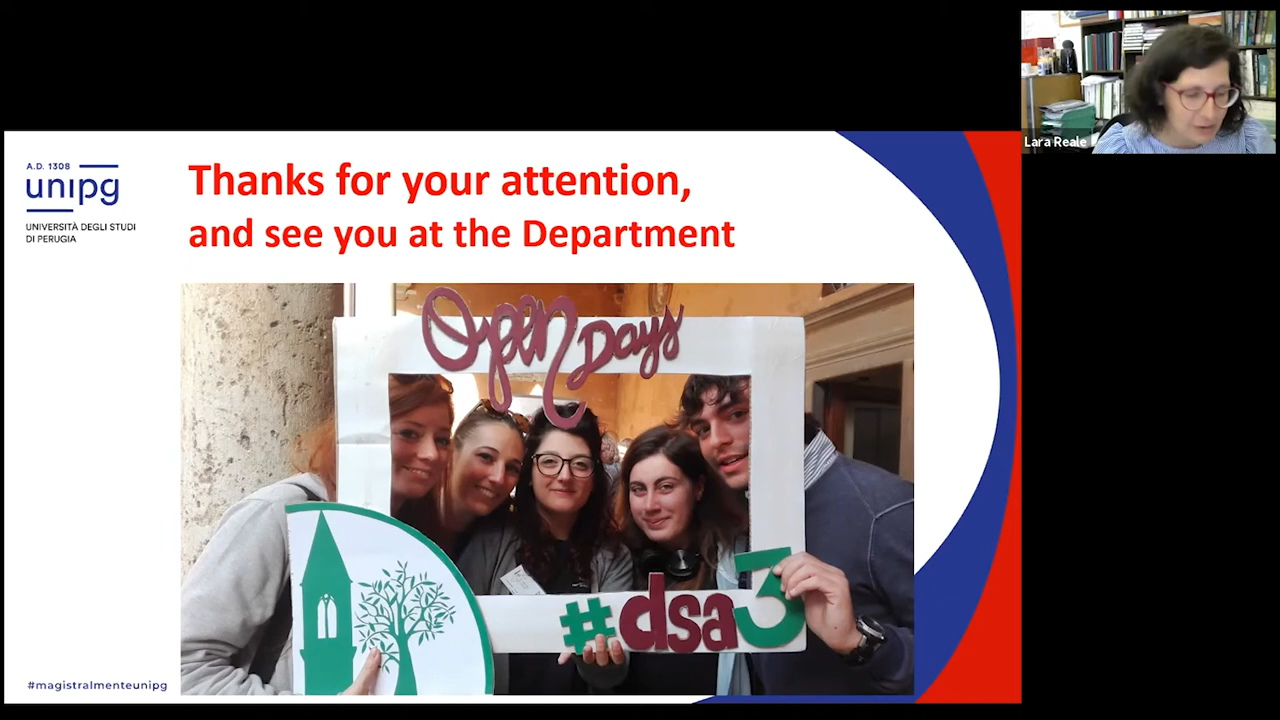 Lara Reale
A.D. 1308
unipg
UNIVERSITÀ DEGLI STUDI
DI PERUGIA
Thanks for your attention,
and see you at the Department
Open Days
#dsa3
#magistralmenteunipg